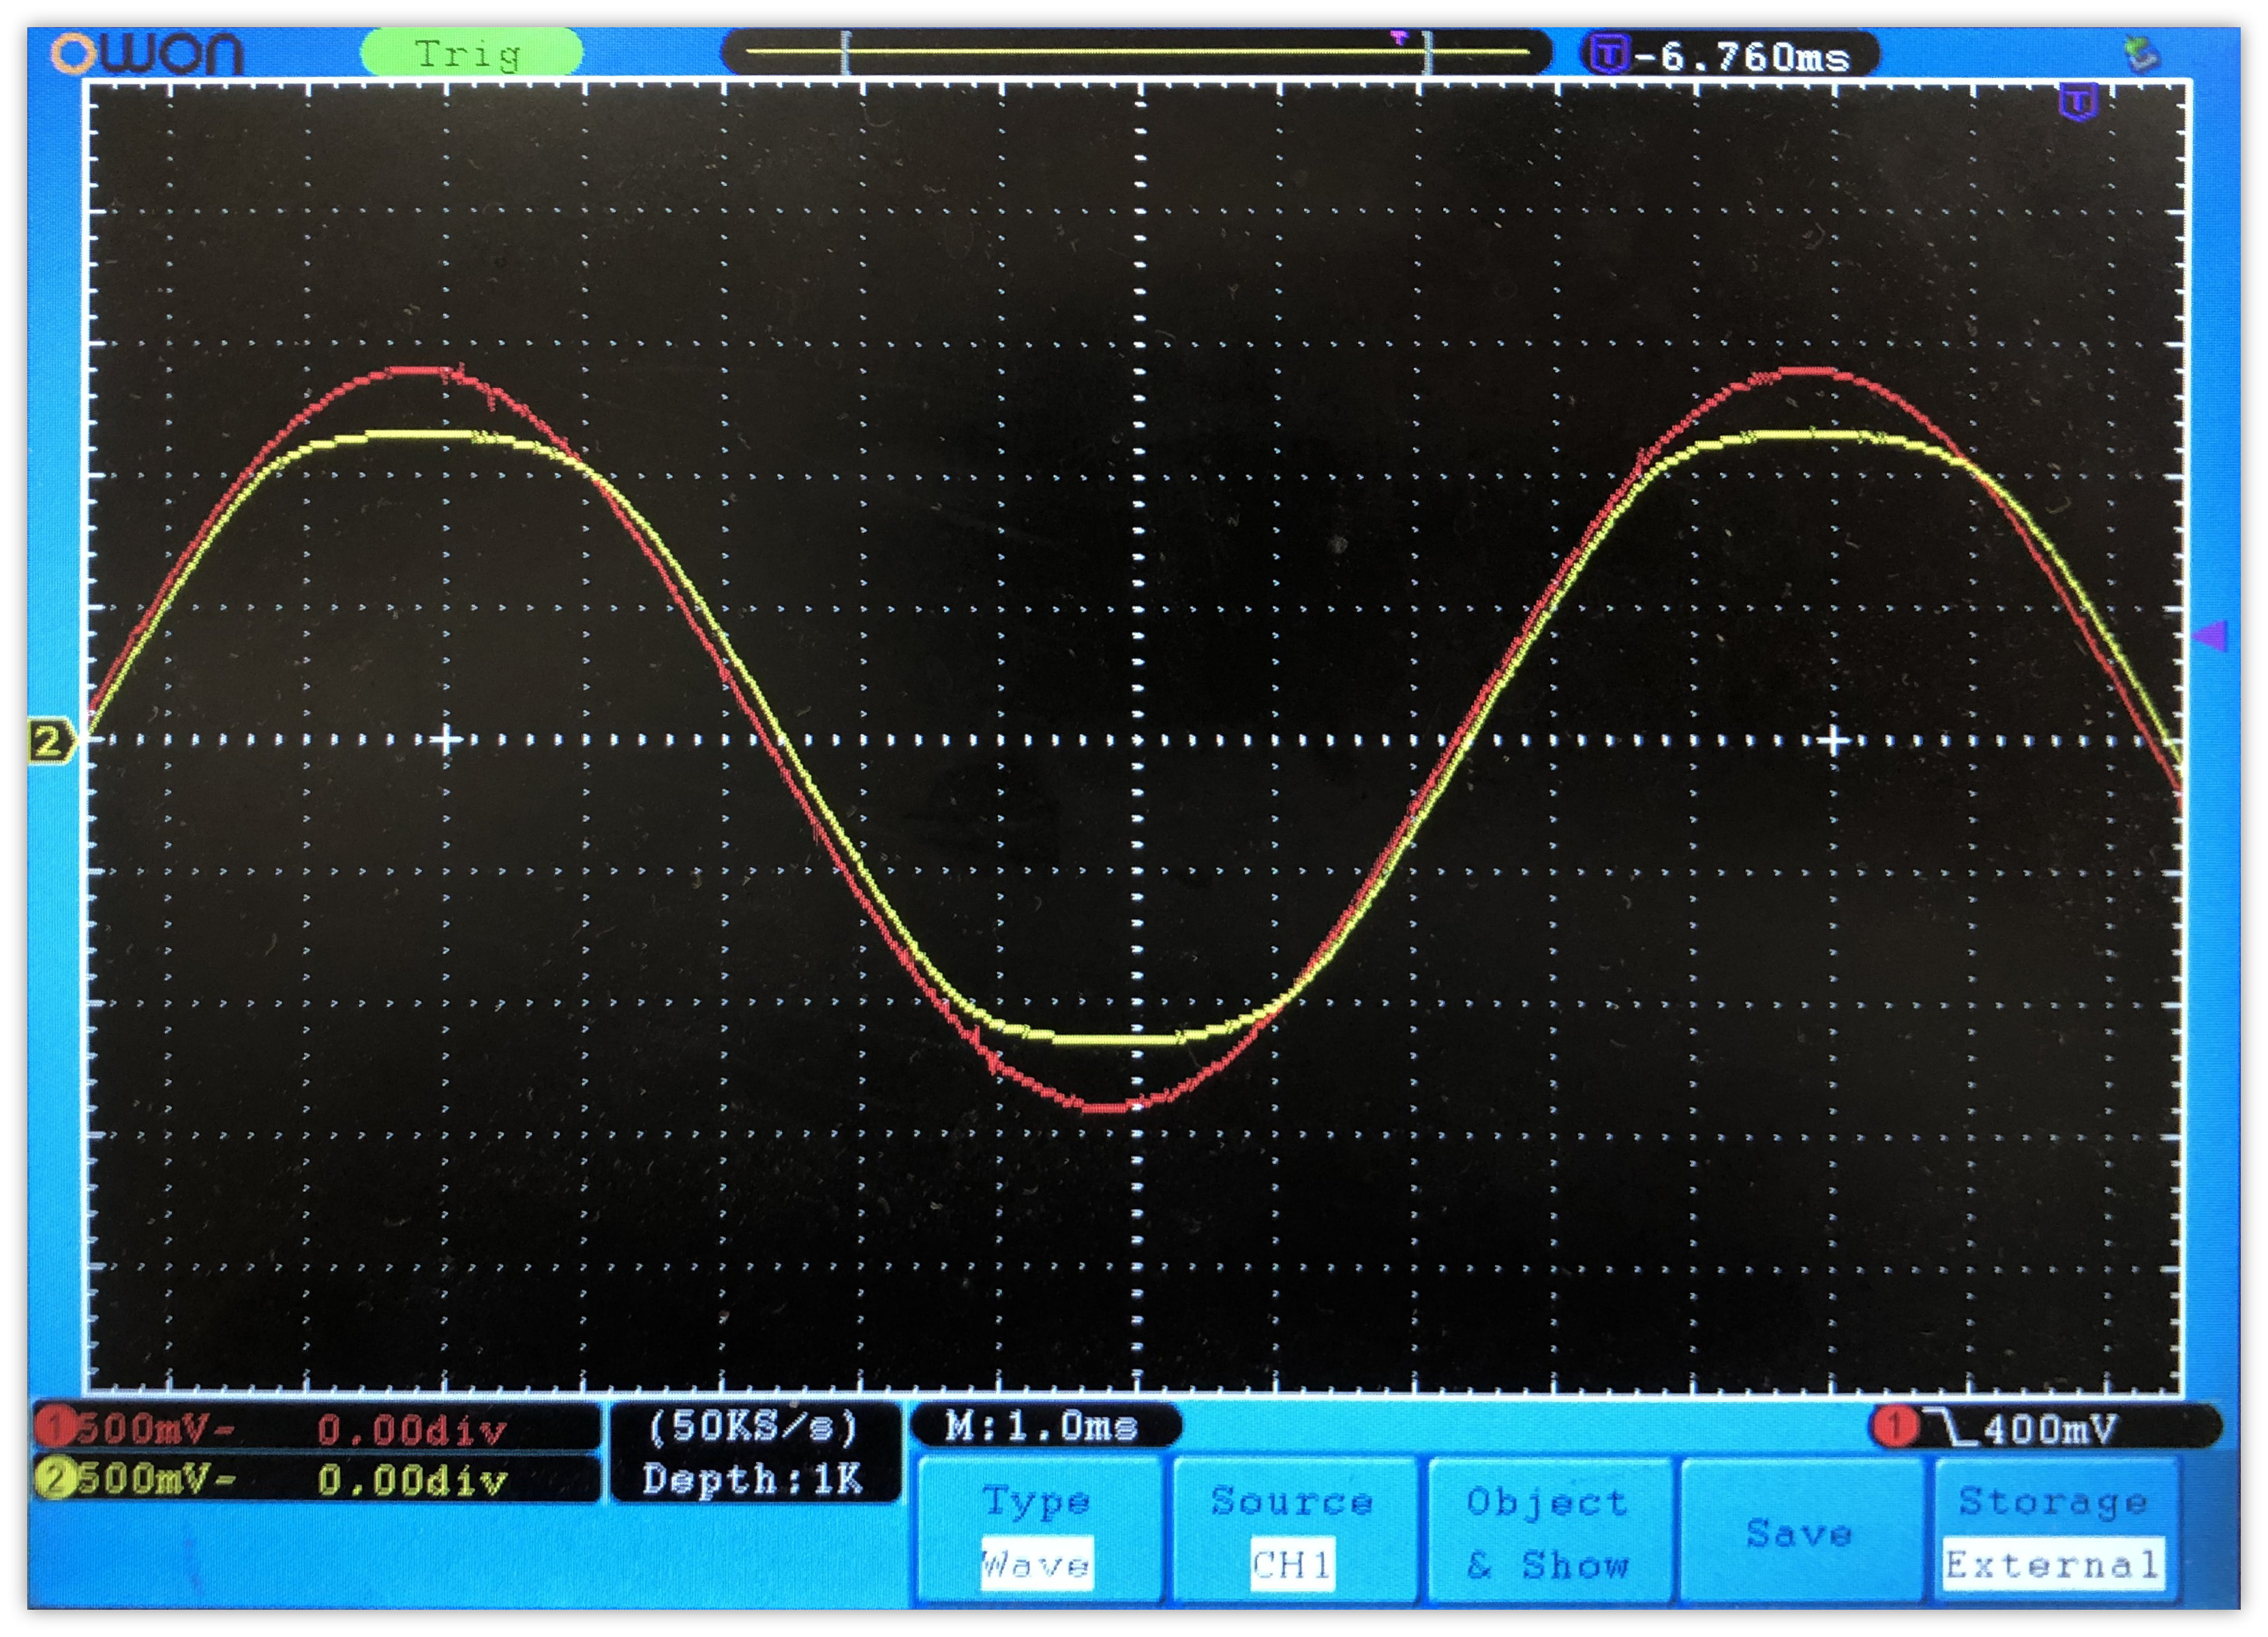 owon Trig T T -6.760ms
T
2
1 500mV- 0.00div (50KS/s) M:1.0ms 1 400mV
2 500mV- 0.00div Depth:1K
Type Source Object Save Storage
Wave CH1 & Show External